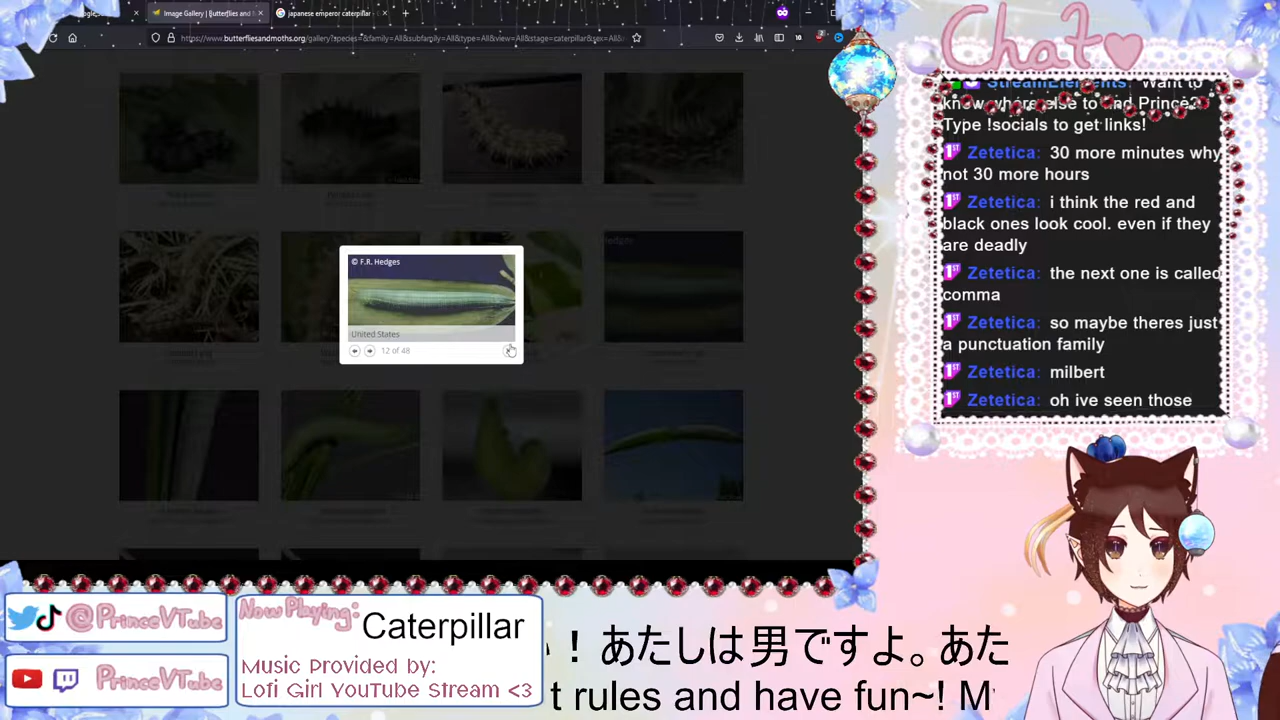 Image Gallery | Butterflies and
japanese emperor caterpillar -
https://www.butterfliesandmoths.org/gallery?species=&family=All&subfamily=All&type=All&view=All&stage=caterpillar&sex=All&
© F.R. Hedges
United States
12 of 48
Chat
StreamElements: Want to
know where else to find Prince?
Type !socials to get links!
Zetetica: 30 more minutes why
not 30 more hours
Zetetica: i think the red and
black ones look cool. even if they
are deadly
Zetetica: the next one is called
comma
Zetetica: so maybe theres just
a punctuation family
Zetetica: milbert
Zetetica: oh ive seen those
@PrinceVTube
PrinceVTube
Now Playing:
Caterpillar
Music Provided by:
Lofi Girl YouTube Stream <3
！あたしは男ですよ。あた
t rules and have fun~! My